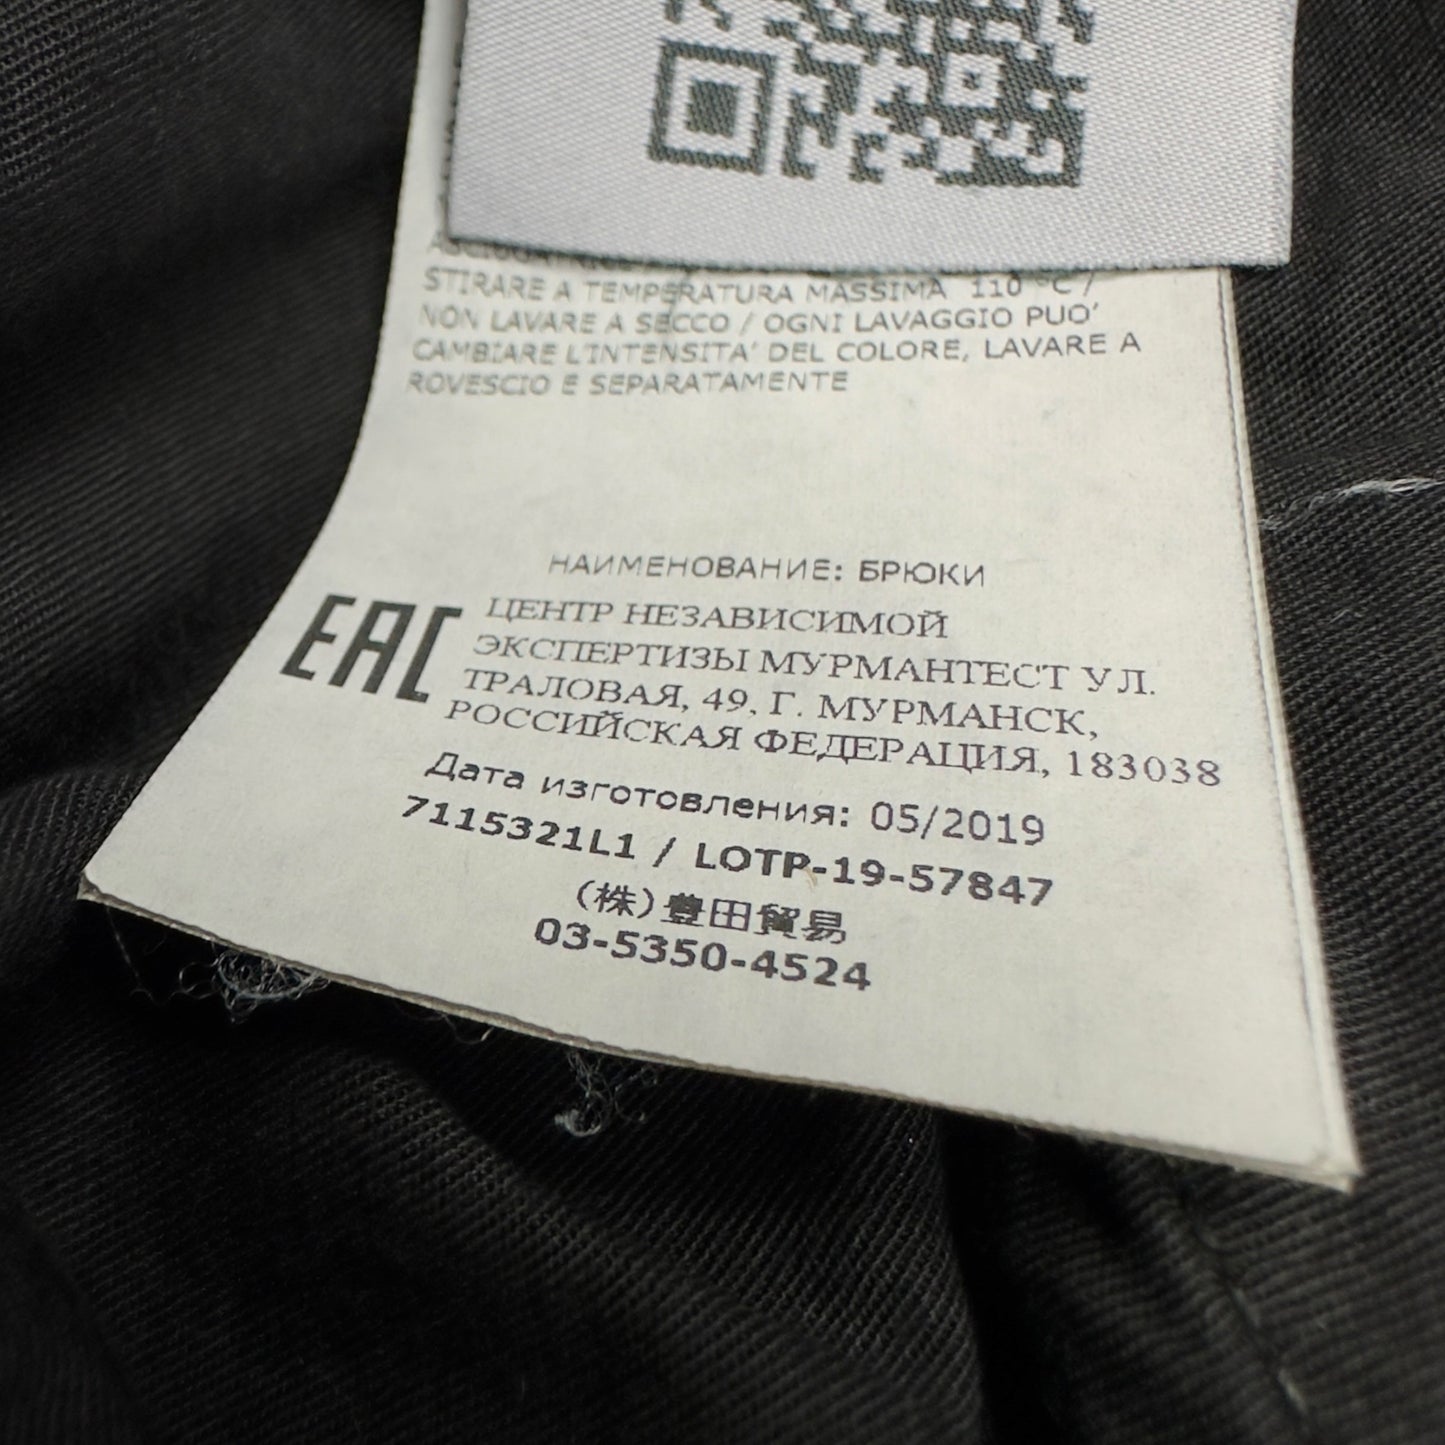 STIRARE A TEMPERATURA MASSIMA 110 °C /
NON LAVARE A SECCO / OGNI LAVAGGIO PUO'
CAMBIARE L'INTENSITA' DEL COLORE, LAVARE A
ROVESCIO E SEPARATAMENTE
НАИМЕНОВАНИЕ: БРЮКИ
EAC
ЦЕНТР НЕЗАВИСИМОЙ
ЭКСПЕРТИЗЫ МУРМАНТЕСТ УЛ.
ТРАЛОВАЯ, 49, Г. МУРМАНСК,
РОССИЙСКАЯ ФЕДЕРАЦИЯ, 183038
Дата изготовления: 05/2019
7115321L1 / LOTP-19-57847
(株)豊田貿易
03-5350-4524